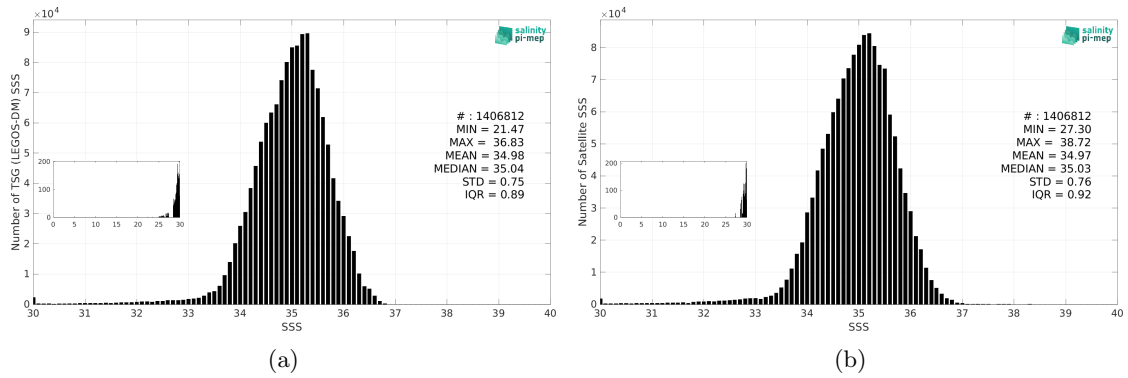 ×10⁴
9
8
7
6
5
4
3
2
1
0
Number of TSG (LEGOS-DM) SSS
30 31 32 33 34 35 36 37 38 39 40
SSS
salinity
pi-mep
# : 1406812
MIN = 21.47
MAX = 36.83
MEAN = 34.98
MEDIAN = 35.04
STD = 0.75
IQR = 0.89
200
100
0
0 5 10 15 20 25 30
(a)
×10⁴
8
7
6
5
4
3
2
1
0
Number of Satellite SSS
30 31 32 33 34 35 36 37 38 39 40
SSS
salinity
pi-mep
# : 1406812
MIN = 27.30
MAX = 38.72
MEAN = 34.97
MEDIAN = 35.03
STD = 0.76
IQR = 0.92
200
100
0
0 5 10 15 20 25 30
(b)